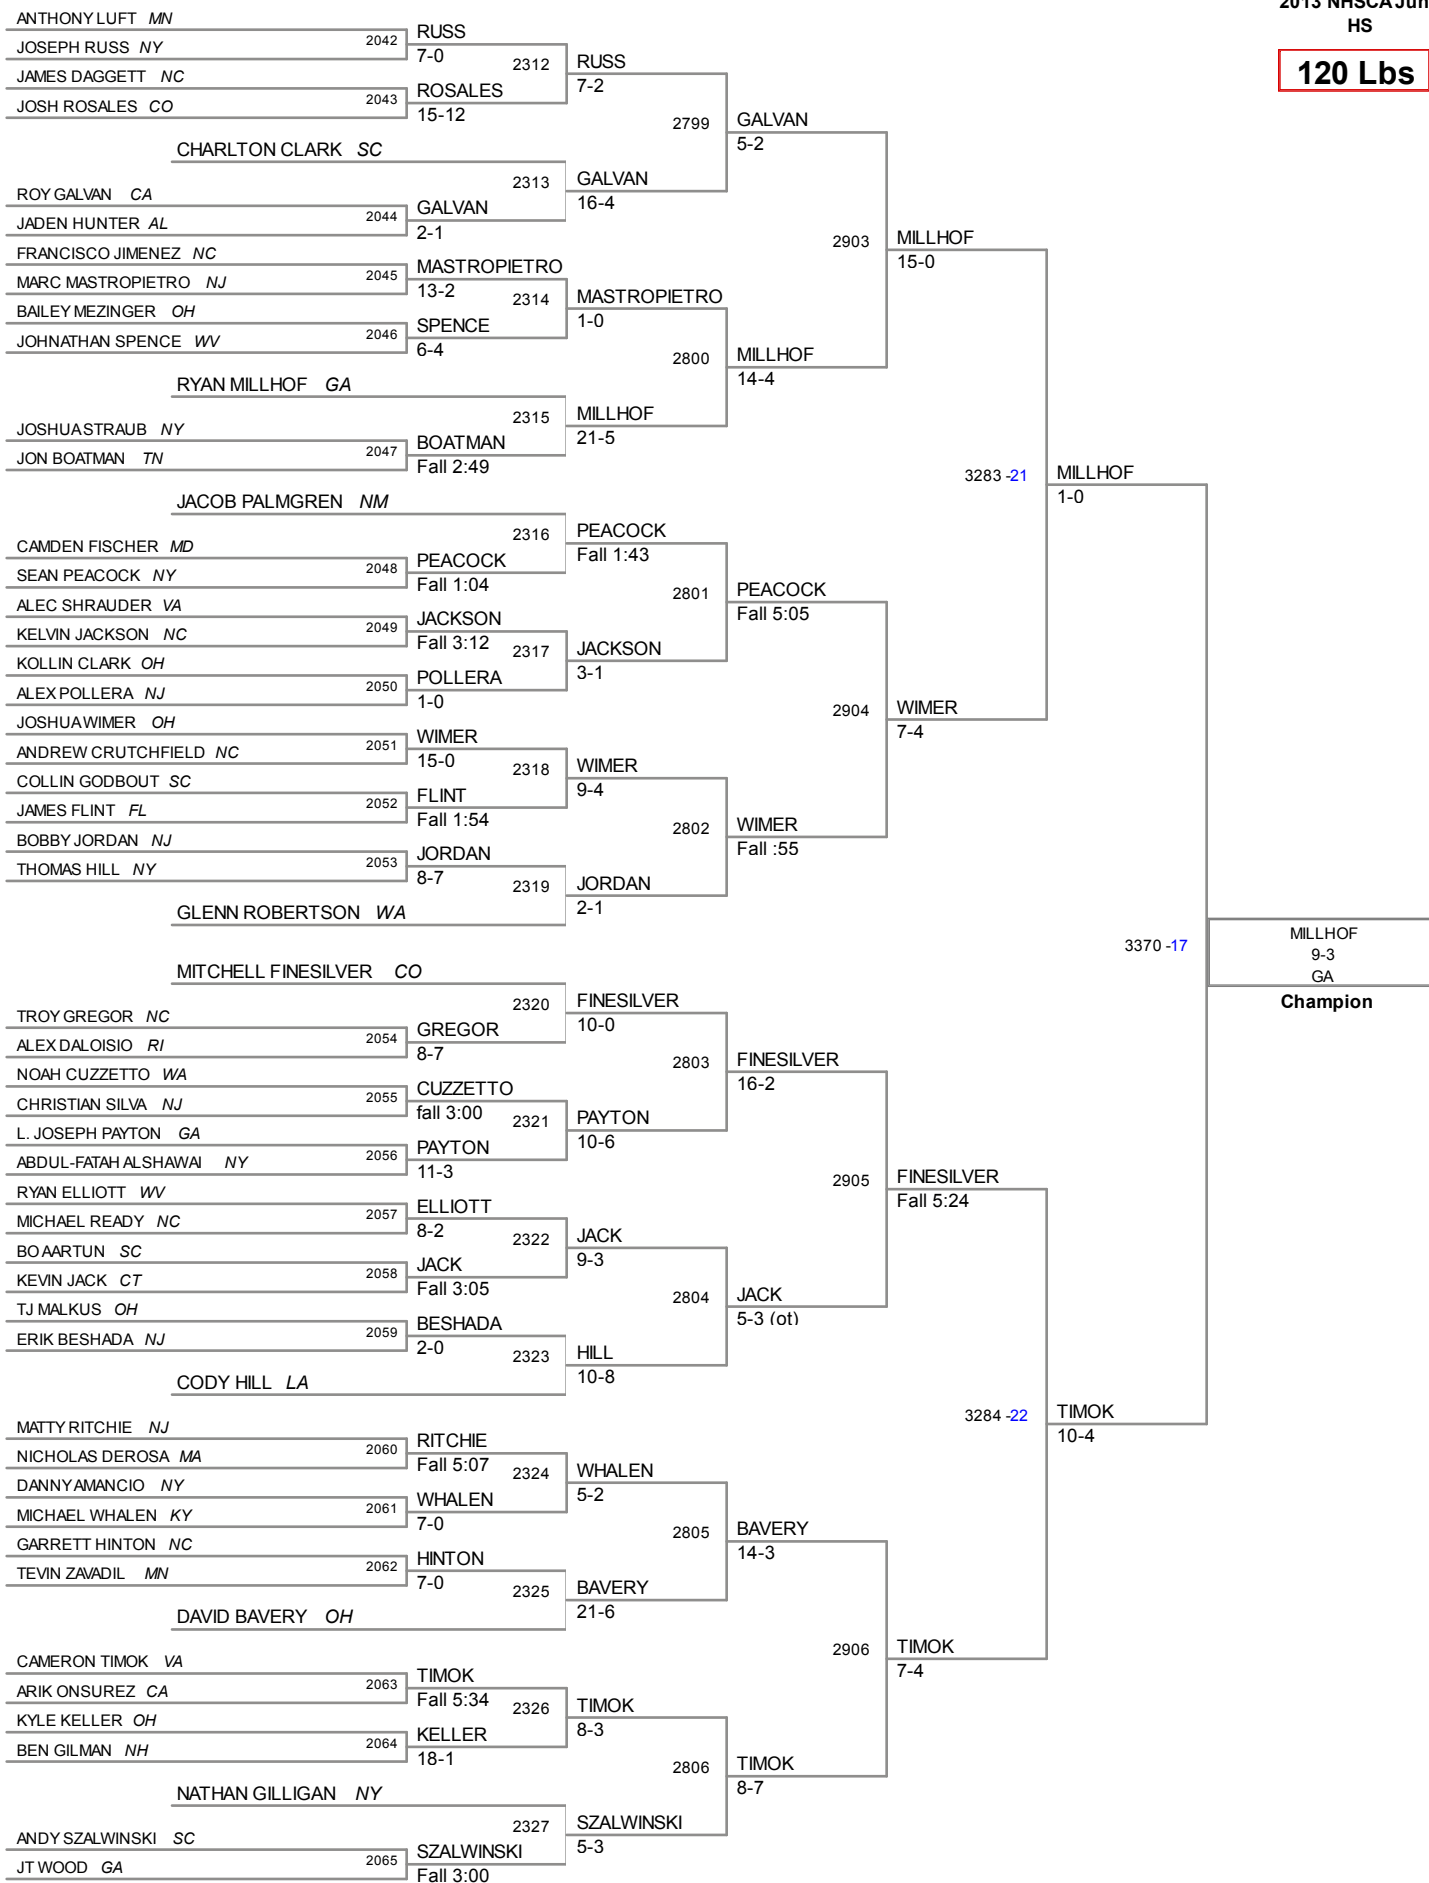 2013 NHSCA Jun
HS
120 Lbs
ANTHONY LUFT MN
JOSEPH RUSS NY
2042
RUSS
7-0
JAMES DAGGETT NC
JOSH ROSALES CO
2043
ROSALES
15-12
2312
RUSS
7-2
CHARLTON CLARK SC
ROY GALVAN CA
JADEN HUNTER AL
2044
GALVAN
2-1
2313
GALVAN
16-4
2799
GALVAN
5-2
FRANCISCO JIMENEZ NC
MARC MASTROPIETRO NJ
2045
MASTROPIETRO
13-2
BAILEY MEZINGER OH
JOHNATHAN SPENCE WV
2046
SPENCE
6-4
2314
MASTROPIETRO
1-0
RYAN MILLHOF GA
JOSHUA STRAUB NY
JON BOATMAN TN
2047
BOATMAN
Fall 2:49
2315
MILLHOF
21-5
2800
MILLHOF
14-4
2903
MILLHOF
15-0
JACOB PALMGREN NM
CAMDEN FISCHER MD
SEAN PEACOCK NY
2048
PEACOCK
Fall 1:04
2316
PEACOCK
Fall 1:43
ALEC SHRAUDER VA
KELVIN JACKSON NC
2049
JACKSON
Fall 3:12
KOLLIN CLARK OH
ALEX POLLERA NJ
2050
POLLERA
1-0
2317
JACKSON
3-1
2801
PEACOCK
Fall 5:05
JOSHUA WIMER OH
ANDREW CRUTCHFIELD NC
2051
WIMER
15-0
COLLIN GODBOUT SC
JAMES FLINT FL
2052
FLINT
Fall 1:54
2318
WIMER
9-4
BOBBY JORDAN NJ
THOMAS HILL NY
2053
JORDAN
8-7
GLENN ROBERTSON WA
2319
JORDAN
2-1
2802
WIMER
Fall :55
2904
WIMER
7-4
3283 -21
MILLHOF
1-0
MITCHELL FINESILVER CO
TROY GREGOR NC
ALEX DALOISIO RI
2054
GREGOR
8-7
2320
FINESILVER
10-0
NOAH CUZZETTO WA
CHRISTIAN SILVA NJ
2055
CUZZETTO
fall 3:00
L. JOSEPH PAYTON GA
ABDUL-FATAH ALSHAWAI NY
2056
PAYTON
11-3
2321
PAYTON
10-6
2803
FINESILVER
16-2
RYAN ELLIOTT WV
MICHAEL READY NC
2057
ELLIOTT
8-2
BO AARTUN SC
KEVIN JACK CT
2058
JACK
Fall 3:05
2322
JACK
9-3
TJ MALKUS OH
ERIK BESHADA NJ
2059
BESHADA
2-0
CODY HILL LA
2323
HILL
10-8
2804
JACK
5-3 (ot)
2905
FINESILVER
Fall 5:24
MATTY RITCHIE NJ
NICHOLAS DEROSA MA
2060
RITCHIE
Fall 5:07
DANNY AMANCIO NY
MICHAEL WHALEN KY
2061
WHALEN
7-0
2324
WHALEN
5-2
GARRETT HINTON NC
TEVIN ZAVADIL MN
2062
HINTON
7-0
DAVID BAVERY OH
2325
BAVERY
21-6
2805
BAVERY
14-3
CAMERON TIMOK VA
ARIK ONSUREZ CA
2063
TIMOK
Fall 5:34
KYLE KELLER OH
BEN GILMAN NH
2064
KELLER
18-1
2326
TIMOK
8-3
NATHAN GILLIGAN NY
ANDY SZALWINSKI SC
JT WOOD GA
2065
SZALWINSKI
Fall 3:00
2327
SZALWINSKI
5-3
2806
TIMOK
8-7
2906
TIMOK
7-4
3284 -22
TIMOK
10-4
3370 -17
MILLHOF
9-3
GA
Champion